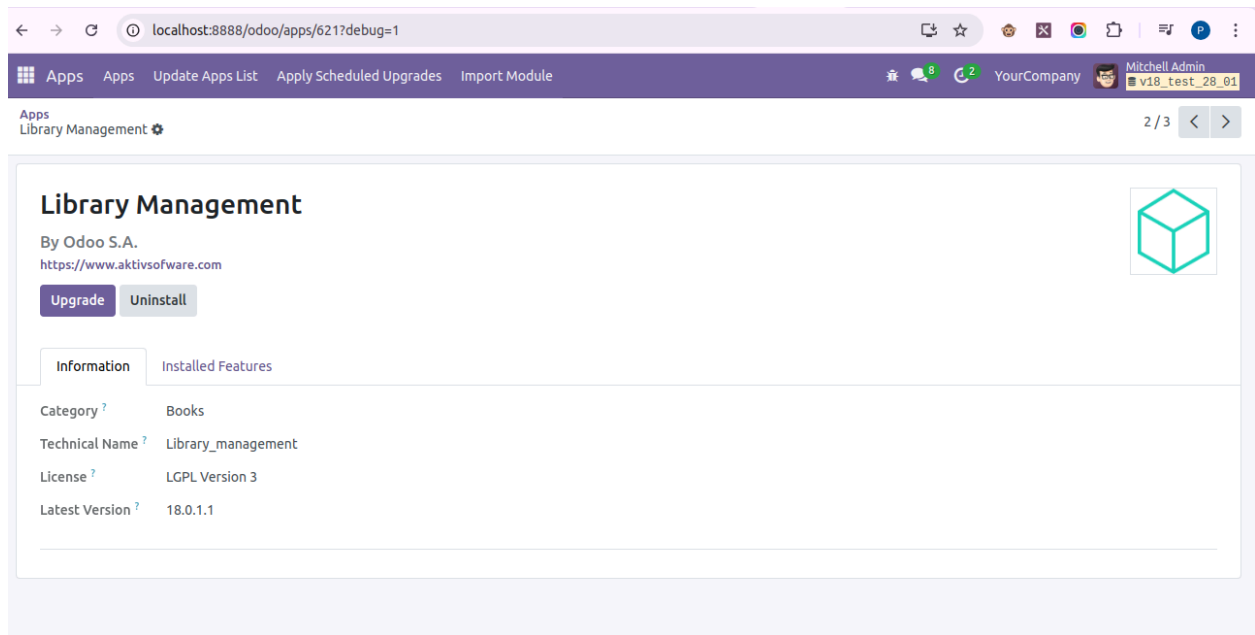 localhost:8888/odoo/apps/621?debug=1
P
Apps Apps Update Apps List Apply Scheduled Upgrades Import Module 8 2 YourCompany Mitchell Admin
v18_test_28_01
Apps
Library Management 2 / 3
Library Management
By Odoo S.A.
https://www.aktivsofware.com
Upgrade Uninstall
Information Installed Features
Category ? Books
Technical Name ? Library_management
License ? LGPL Version 3
Latest Version ? 18.0.1.1